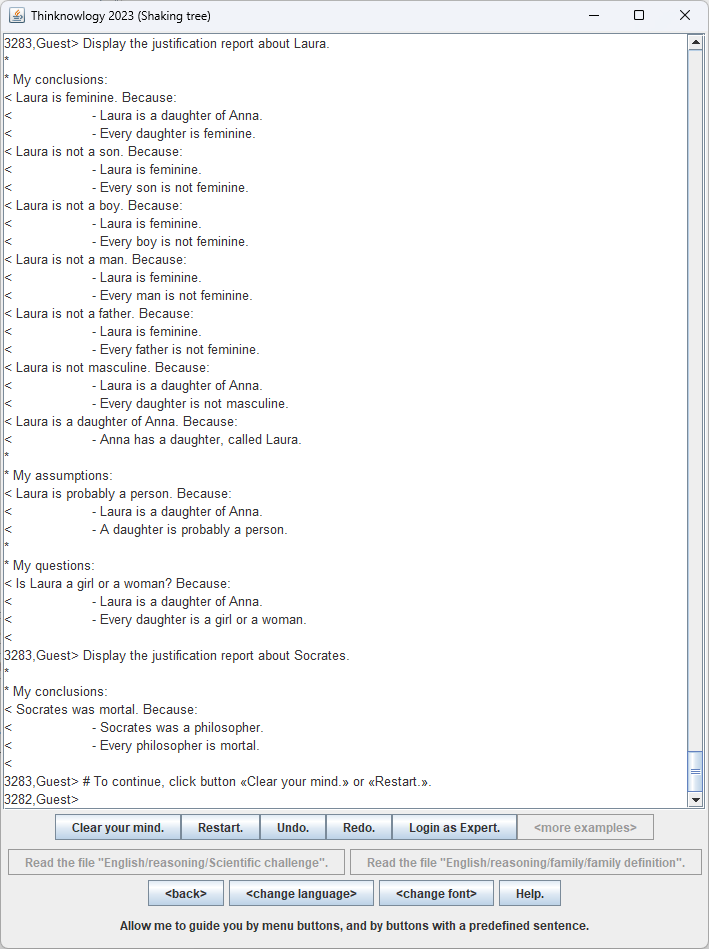 Thinknowlogy 2023 (Shaking tree)
3283,Guest> Display the justification report about Laura.
*
* My conclusions:
< Laura is feminine. Because:
< - Laura is a daughter of Anna.
< - Every daughter is feminine.
< Laura is not a son. Because:
< - Laura is feminine.
< - Every son is not feminine.
< Laura is not a boy. Because:
< - Laura is feminine.
< - Every boy is not feminine.
< Laura is not a man. Because:
< - Laura is feminine.
< - Every man is not feminine.
< Laura is not a father. Because:
< - Laura is feminine.
< - Every father is not feminine.
< Laura is not masculine. Because:
< - Laura is a daughter of Anna.
< - Every daughter is not masculine.
< Laura is a daughter of Anna. Because:
< - Anna has a daughter, called Laura.
*
* My assumptions:
< Laura is probably a person. Because:
< - Laura is a daughter of Anna.
< - A daughter is probably a person.
*
* My questions:
< Is Laura a girl or a woman? Because:
< - Laura is a daughter of Anna.
< - Every daughter is a girl or a woman.
<
3283,Guest> Display the justification report about Socrates.
*
* My conclusions:
< Socrates was mortal. Because:
< - Socrates was a philosopher.
< - Every philosopher is mortal.
<
3283,Guest> # To continue, click button «Clear your mind.» or «Restart.».
3282,Guest>
Clear your mind. Restart. Undo. Redo. Login as Expert. <more examples>
Read the file "English/reasoning/Scientific challenge". Read the file "English/reasoning/family/family definition".
<back> <change language> <change font> Help.
Allow me to guide you by menu buttons, and by buttons with a predefined sentence.